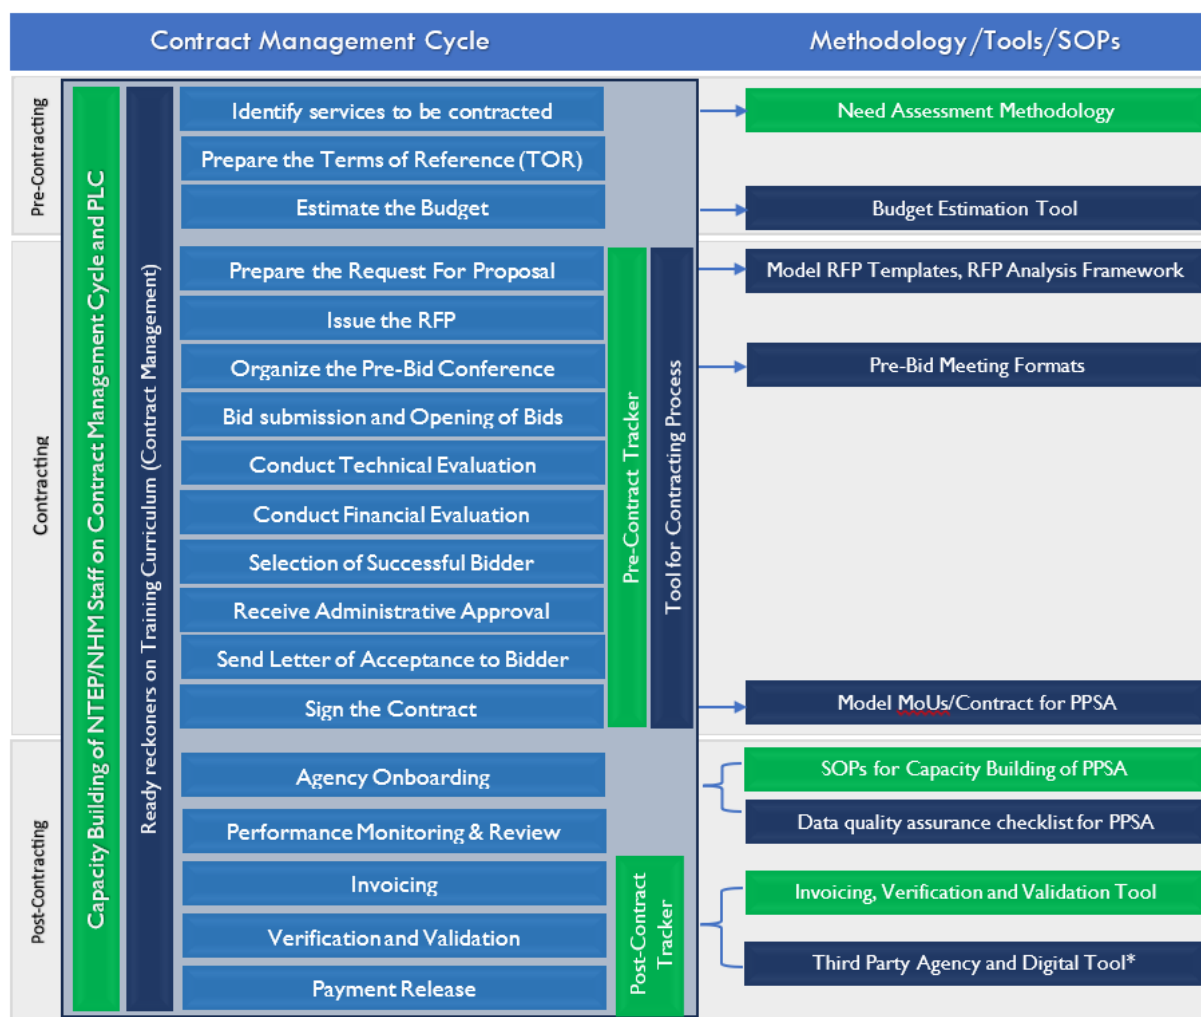 Contract Management Cycle
Methodology/Tools/SOPs
Pre-Contracting
Contracting
Post-Contracting
Capacity Building of NTEP/NHM Staff on Contract Management Cycle and PLC
Ready reckoners on Training Curriculum (Contract Management)
Identify services to be contracted
Prepare the Terms of Reference (TOR)
Estimate the Budget
Prepare the Request For Proposal
Issue the RFP
Organize the Pre-Bid Conference
Bid submission and Opening of Bids
Conduct Technical Evaluation
Conduct Financial Evaluation
Selection of Successful Bidder
Receive Administrative Approval
Send Letter of Acceptance to Bidder
Sign the Contract
Agency Onboarding
Performance Monitoring & Review
Invoicing
Verification and Validation
Payment Release
Pre-Contract Tracker
Tool for Contracting Process
Post-Contract
Tracker
Need Assessment Methodology
Budget Estimation Tool
Model RFP Templates, RFP Analysis Framework
Pre-Bid Meeting Formats
Model MoUs/Contract for PPSA
SOPs for Capacity Building of PPSA
Data quality assurance checklist for PPSA
Invoicing, Verification and Validation Tool
Third Party Agency and Digital Tool*